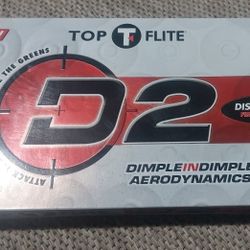 TOP T FLITE
THE GREENS
ATTACK
D2
DIS
DIMPLEINDIMPLE
AERODYNAMICS